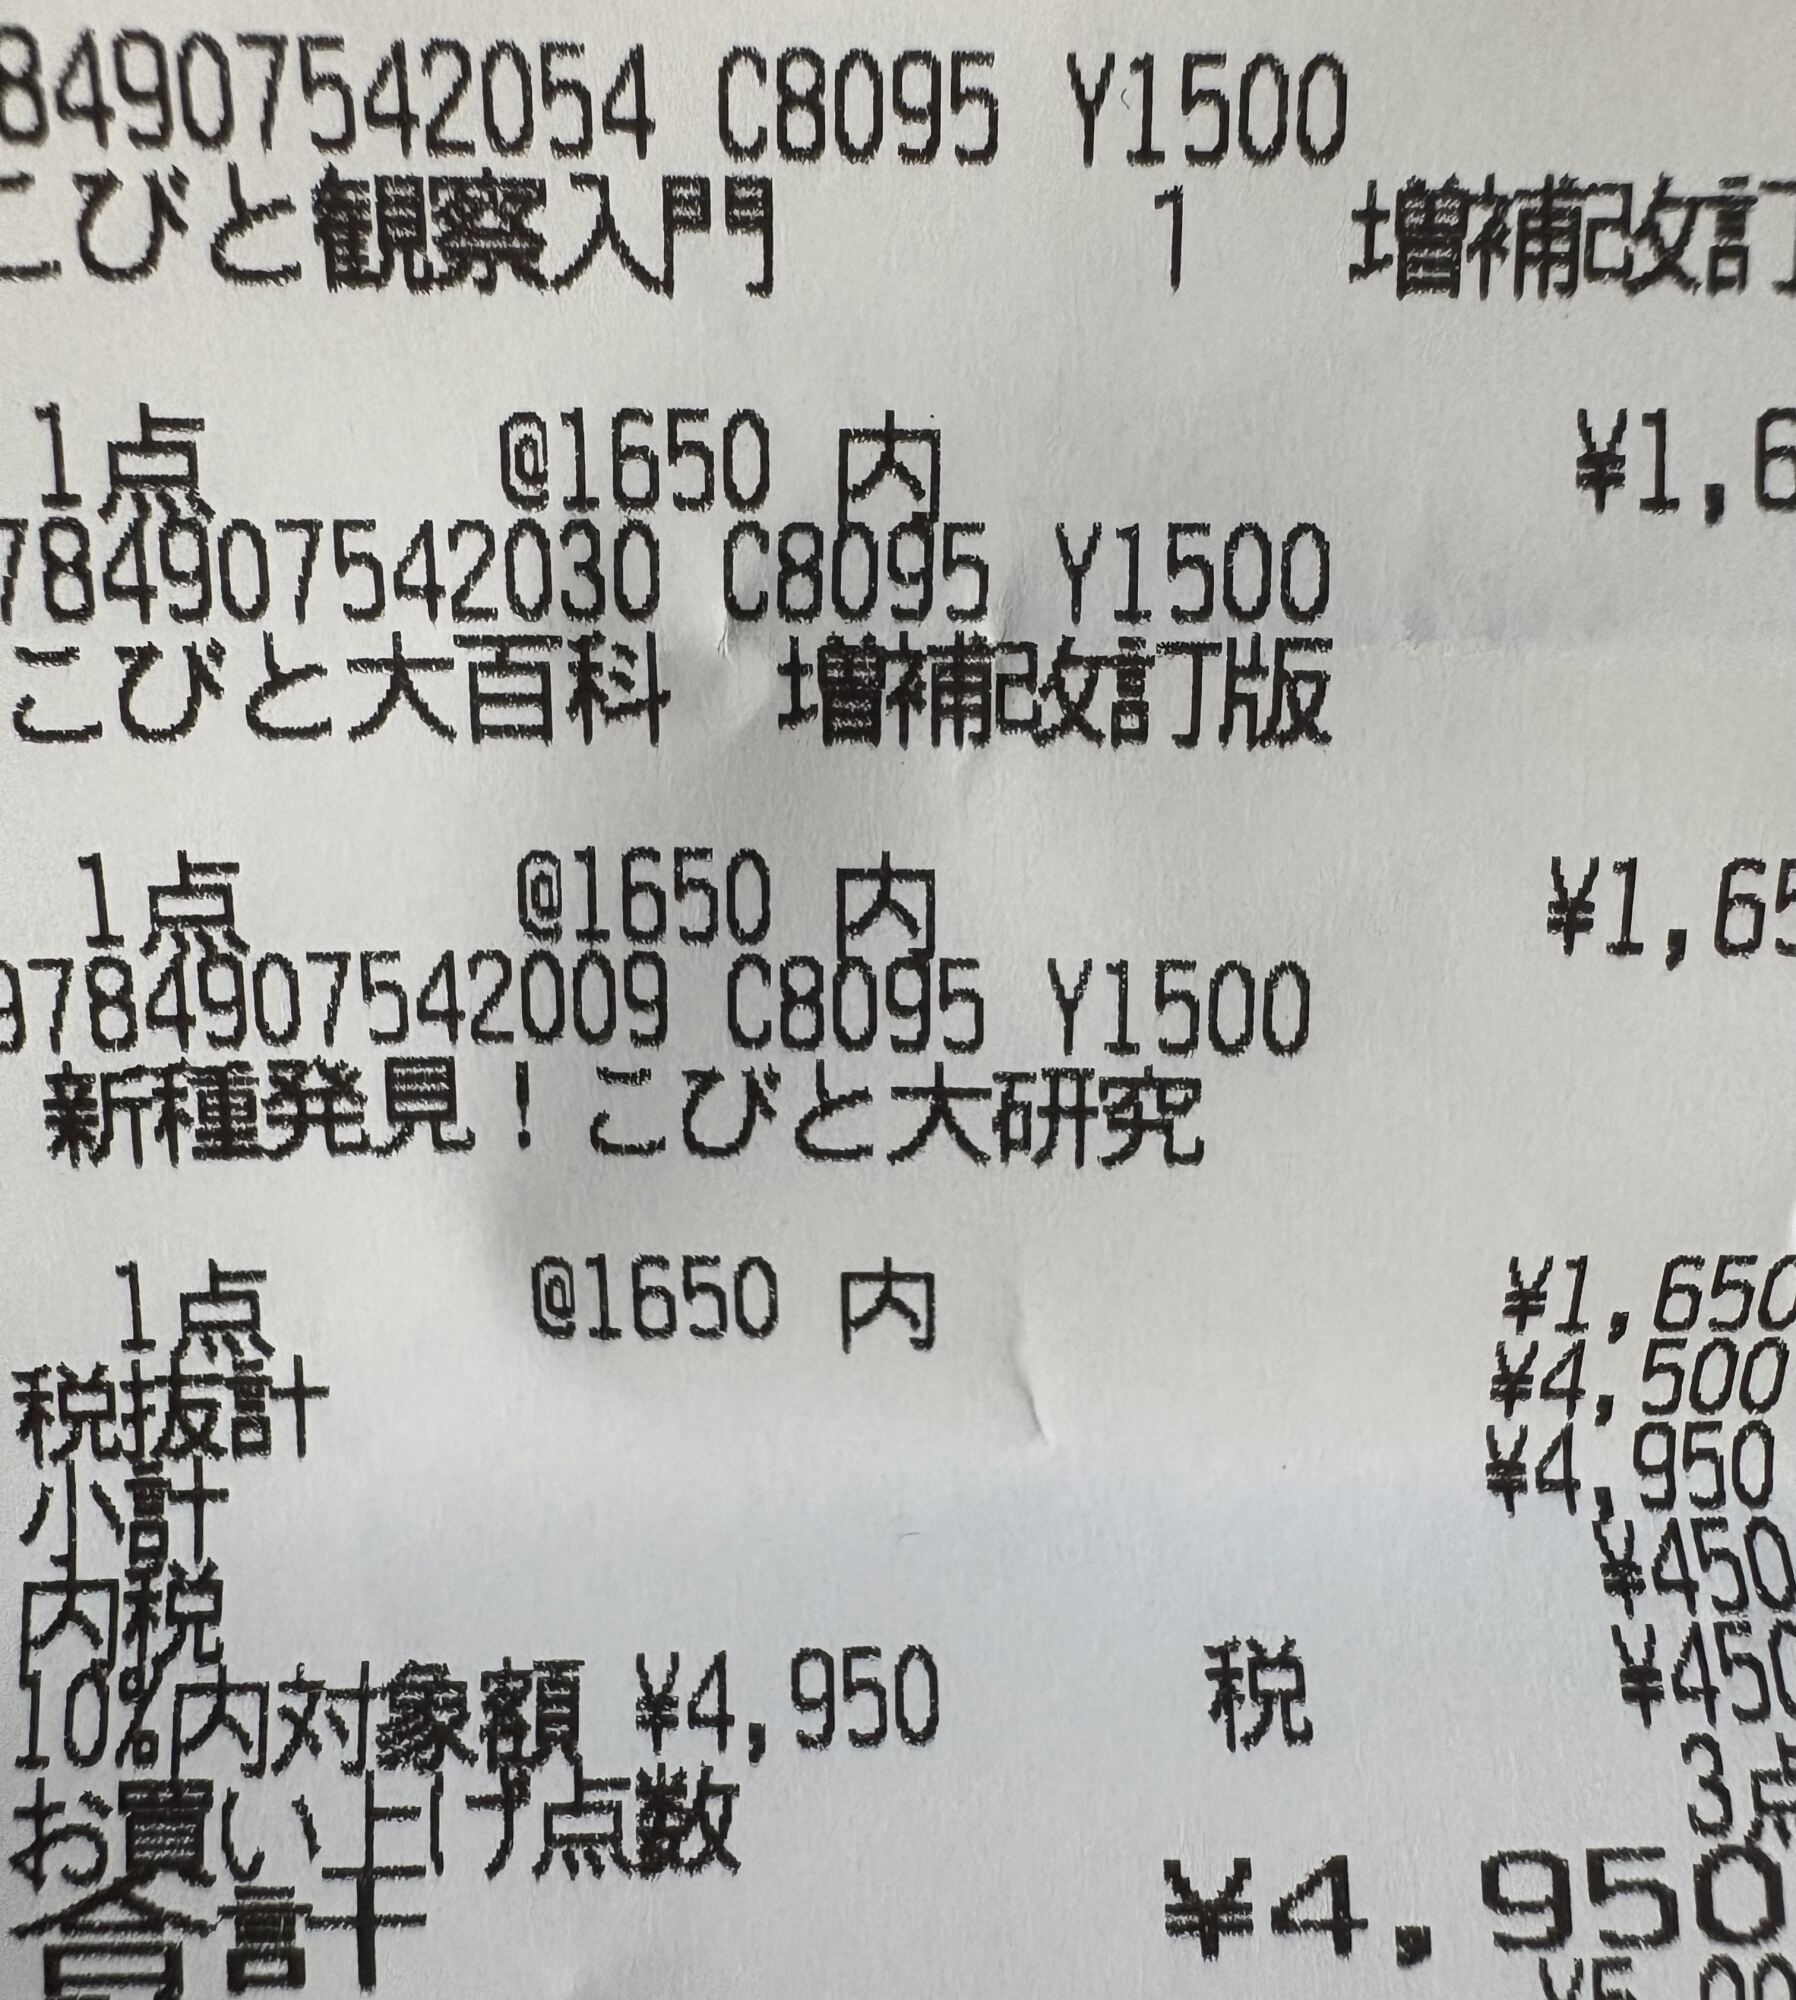 84907542054 C8095 Y1500
こびと観察入門 1 増補改訂
1点 @1650 内 ¥1,6
784907542030 C8095 Y1500
こびと大百科 増補改訂版
1点 @1650 内 ¥1,65
9784907542009 C8095 Y1500
新種発見！こびと大研究
1点 @1650 内 ¥1,650
税抜計 ¥4,500
小計 ¥4,950
内税 ¥450
10%内対象額 ¥4,950 税 ¥450
お買い上げ点数 3点
合計 ¥4,950
¥5,00